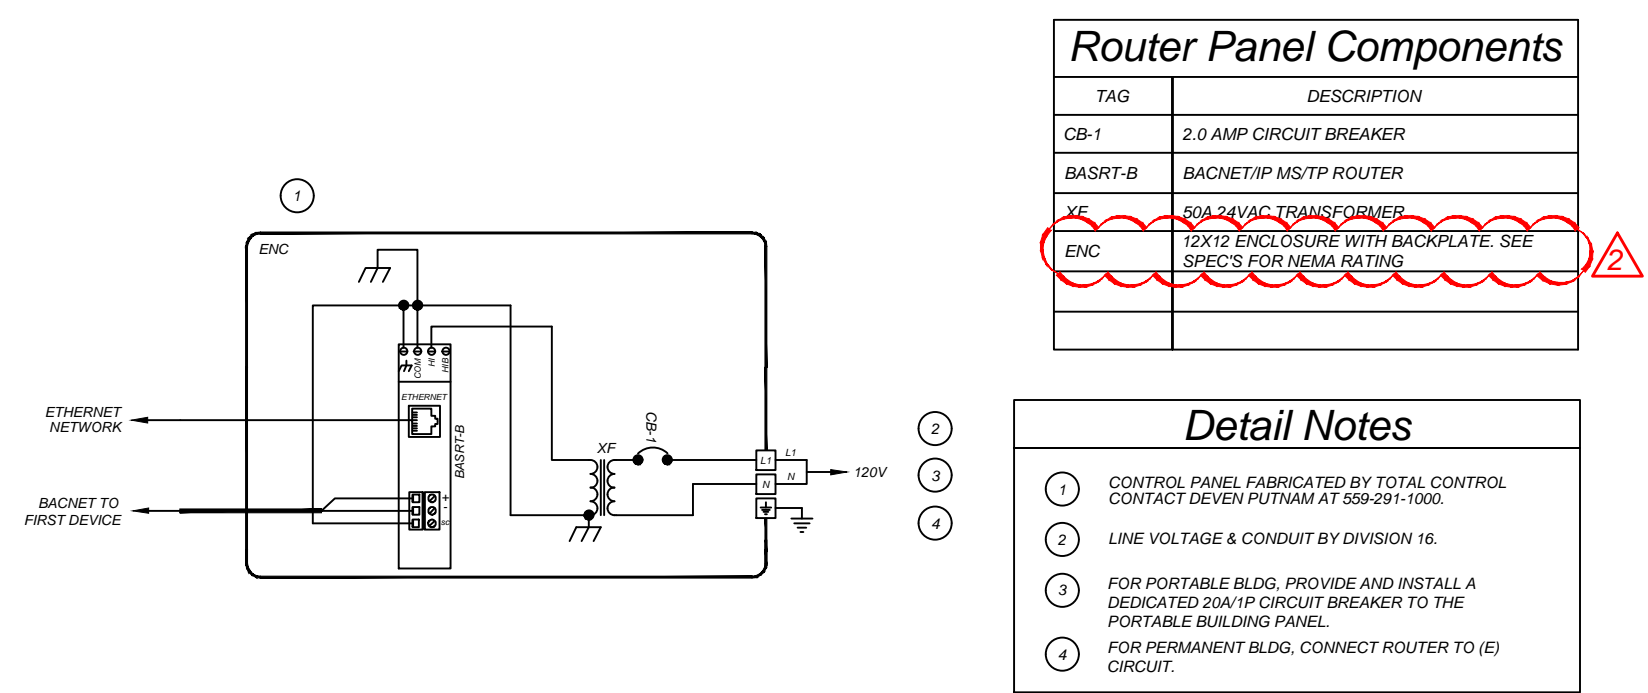 Router Panel Components
TAG DESCRIPTION
CB-1 2.0 AMP CIRCUIT BREAKER
BASRT-B BACNET/IP MS/TP ROUTER
XF 50A 24VAC TRANSFORMER
ENC 12X12 ENCLOSURE WITH BACKPLATE. SEE
SPEC'S FOR NEMA RATING
2
1
ENC
COM
HI
HIB
ETHERNET
ETHERNET
NETWORK
BASRT-B
BACNET TO
FIRST DEVICE
+
-
SC
XF
CB-1
L1 L1
N N
120V
2
3
4
Detail Notes
1 CONTROL PANEL FABRICATED BY TOTAL CONTROL
CONTACT DEVEN PUTNAM AT 559-291-1000.
2 LINE VOLTAGE & CONDUIT BY DIVISION 16.
3 FOR PORTABLE BLDG, PROVIDE AND INSTALL A
DEDICATED 20A/1P CIRCUIT BREAKER TO THE
PORTABLE BUILDING PANEL.
4 FOR PERMANENT BLDG, CONNECT ROUTER TO (E)
CIRCUIT.